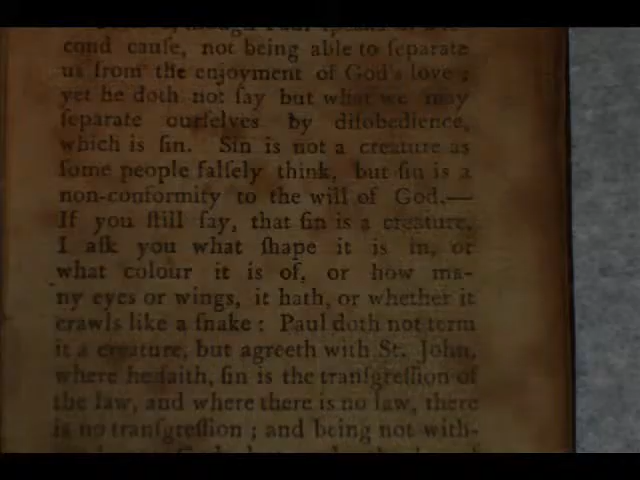 though Paul speaks of
cond cauſe, not being able to ſeparate
us from the enjoyment of God's love ;
yet he doth not ſay but what we may
ſeparate ourſelves by diſobedience,
which is ſin. Sin is not a creature as
ſome people falſely think, but ſin is a
non-conformity to the will of God.—
If you ſtill ſay, that ſin is a creature,
I aſk you what ſhape it is in, or
what colour it is of, or how ma-
ny eyes or wings, it hath, or whether it
crawls like a ſnake : Paul doth not term
it a creature, but agreeth with St. John,
where he ſaith, ſin is the tranſgreſſion of
the law, and where there is no law, there
is no tranſgreſſion ; and being not with-